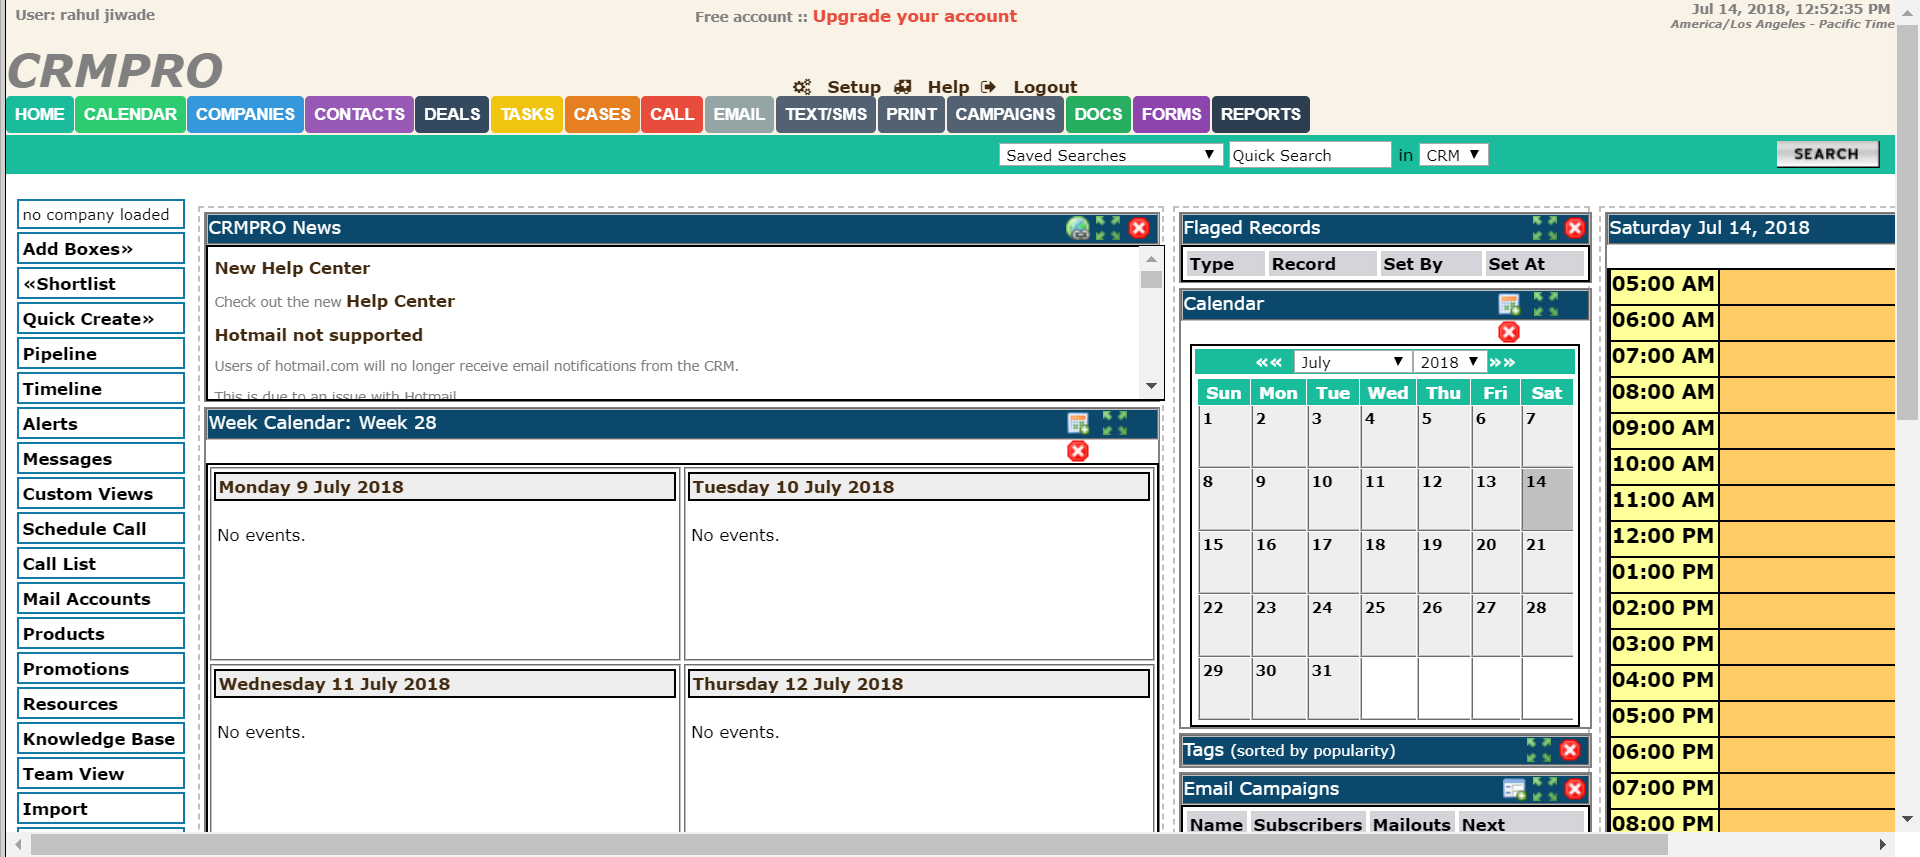 User: rahul jiwade
Free account :: Upgrade your account
Jul 14, 2018, 12:52:35 PM
America/Los Angeles - Pacific Time
CRMPRO
Setup Help Logout
HOME CALENDAR COMPANIES CONTACTS DEALS TASKS CASES CALL EMAIL TEXT/SMS PRINT CAMPAIGNS DOCS FORMS REPORTS
Saved Searches Quick Search in CRM SEARCH
no company loaded
Add Boxes»
«Shortlist
Quick Create»
Pipeline
Timeline
Alerts
Messages
Custom Views
Schedule Call
Call List
Mail Accounts
Products
Promotions
Resources
Knowledge Base
Team View
Import
CRMPRO News
New Help Center
Check out the new Help Center
Hotmail not supported
Users of hotmail.com will no longer receive email notifications from the CRM.
This is due to an issue with Hotmail
Week Calendar: Week 28
Monday 9 July 2018
No events.
Tuesday 10 July 2018
No events.
Wednesday 11 July 2018
No events.
Thursday 12 July 2018
No events.
Flaged Records
Type Record Set By Set At
Calendar
«« July 2018 »»
Sun Mon Tue Wed Thu Fri Sat
1 2 3 4 5 6 7
8 9 10 11 12 13 14
15 16 17 18 19 20 21
22 23 24 25 26 27 28
29 30 31
Tags (sorted by popularity)
Email Campaigns
Name Subscribers Mailouts Next
Saturday Jul 14, 2018
05:00 AM
06:00 AM
07:00 AM
08:00 AM
09:00 AM
10:00 AM
11:00 AM
12:00 PM
01:00 PM
02:00 PM
03:00 PM
04:00 PM
05:00 PM
06:00 PM
07:00 PM
08:00 PM